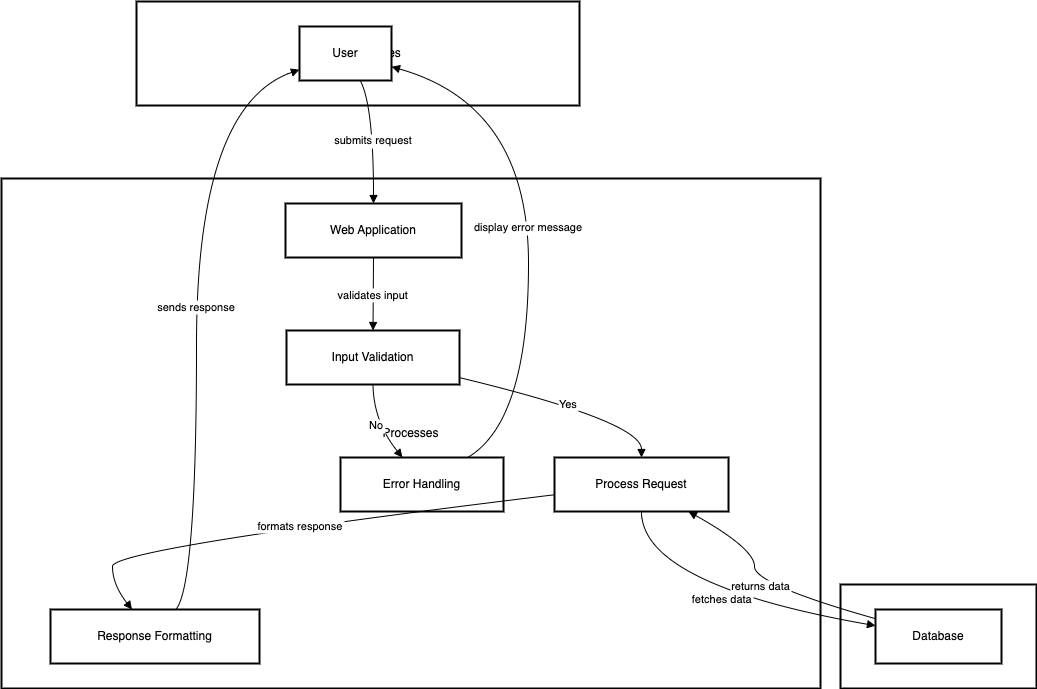 User
es
submits request
Web Application
display error message
validates input
sends response
Input Validation
Yes
No
Processes
Error Handling
Process Request
formats response
returns data
fetches data
Response Formatting
Database